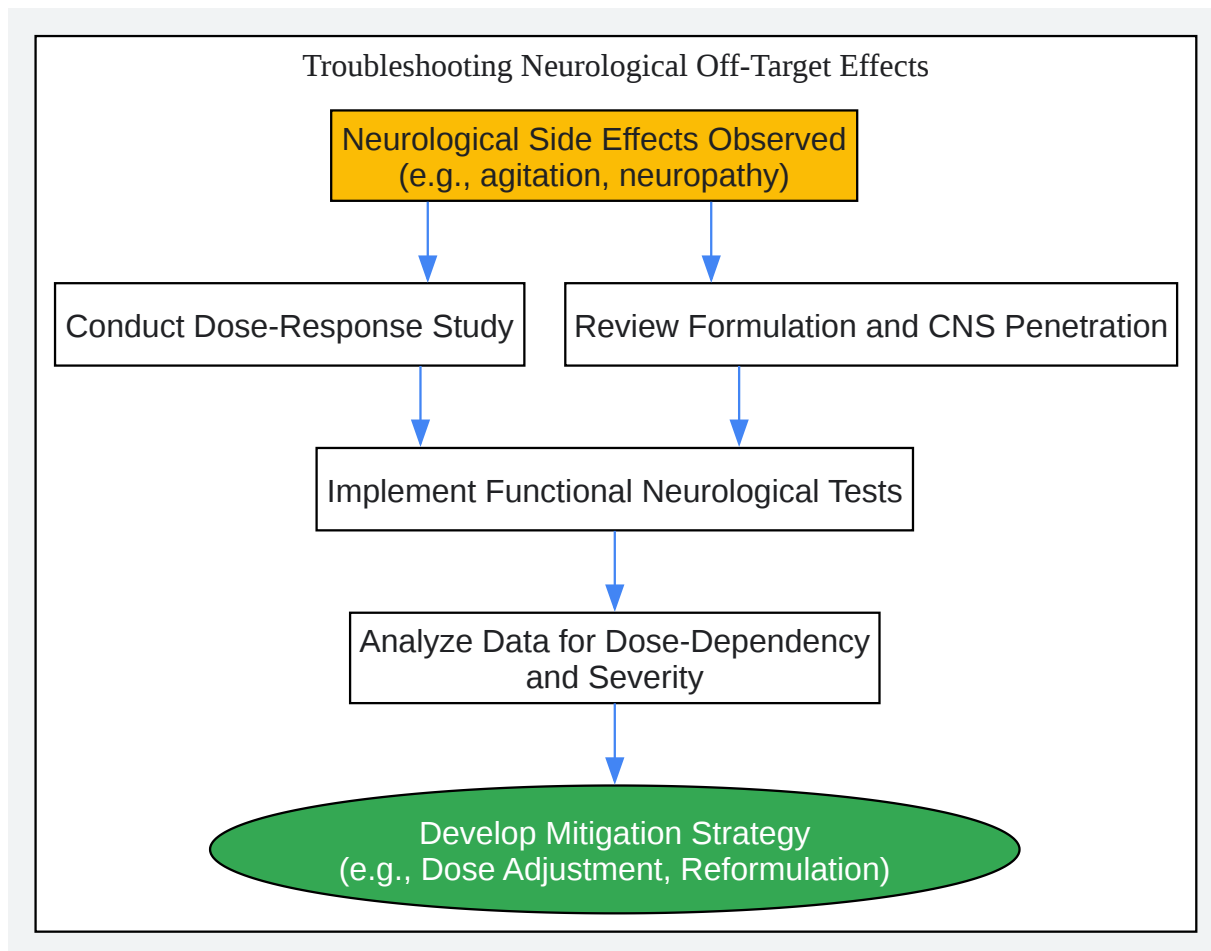 Troubleshooting Neurological Off-Target Effects
Neurological Side Effects Observed
(e.g., agitation, neuropathy)
Conduct Dose-Response Study
Review Formulation and CNS Penetration
Implement Functional Neurological Tests
Analyze Data for Dose-Dependency
and Severity
Develop Mitigation Strategy
(e.g., Dose Adjustment, Reformulation)